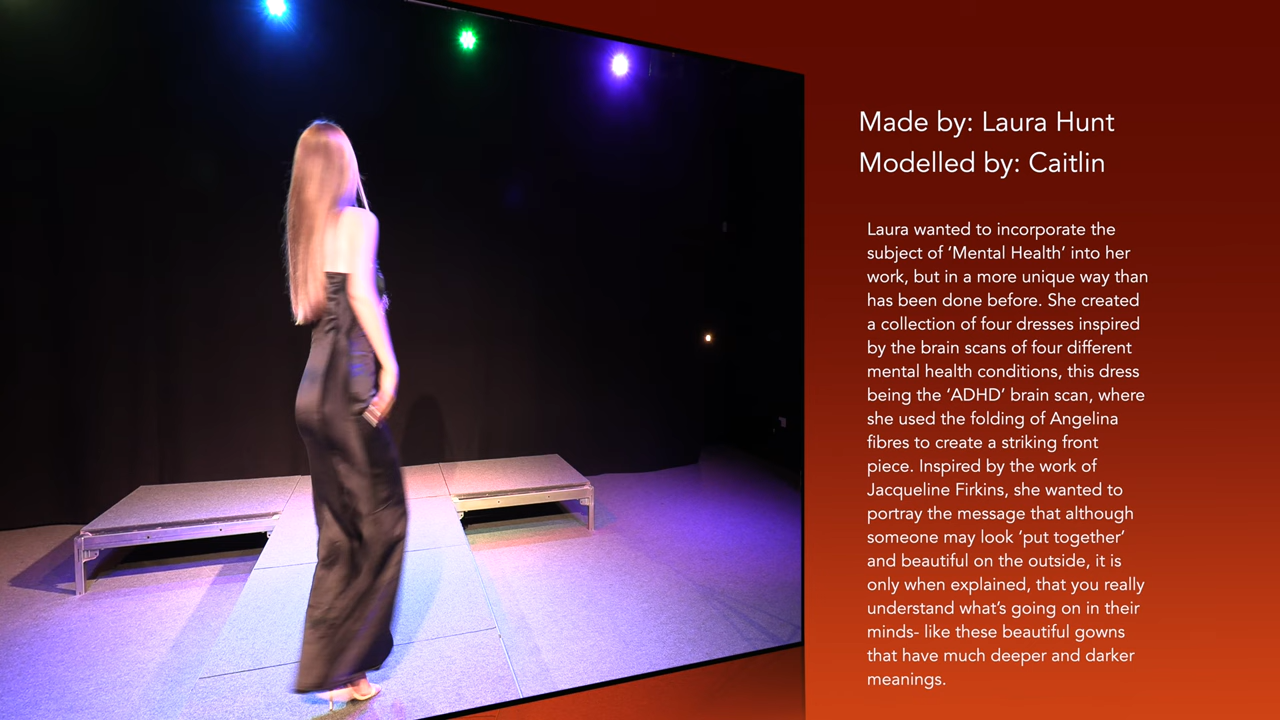 Made by: Laura Hunt
Modelled by: Caitlin
Laura wanted to incorporate the
subject of ‘Mental Health’ into her
work, but in a more unique way than
has been done before. She created
a collection of four dresses inspired
by the brain scans of four different
mental health conditions, this dress
being the ‘ADHD’ brain scan, where
she used the folding of Angelina
fibres to create a striking front
piece. Inspired by the work of
Jacqueline Firkins, she wanted to
portray the message that although
someone may look ‘put together’
and beautiful on the outside, it is
only when explained, that you really
understand what’s going on in their
minds- like these beautiful gowns
that have much deeper and darker
meanings.